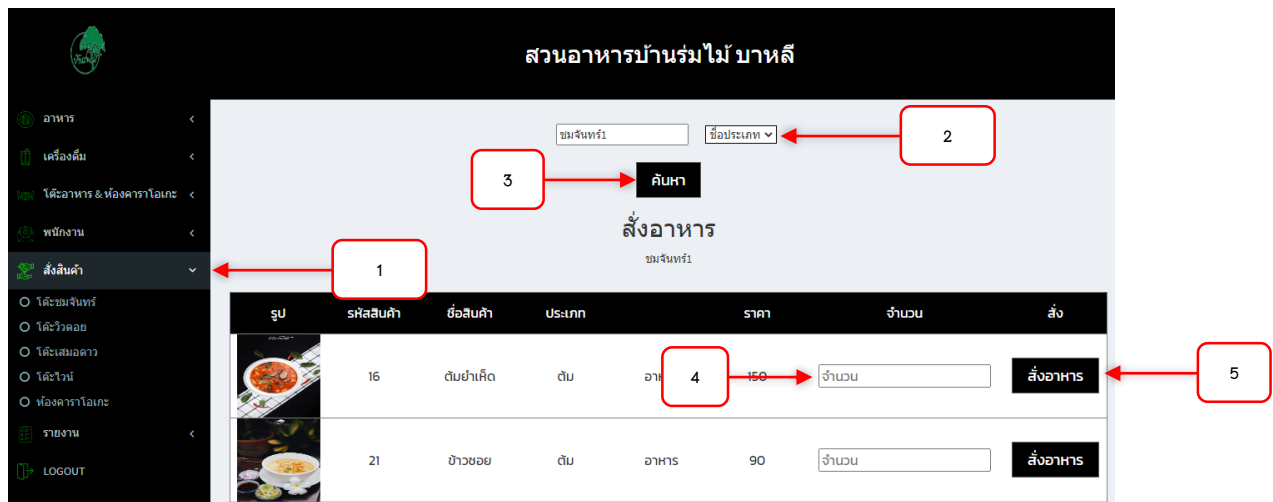 สวนอาหารบ้านร่มไม้ บาหลี
อาหาร
เครื่องดื่ม
โต๊ะอาหาร & ห้องคาราโอเกะ
พนักงาน
สั่งสินค้า
โต๊ะชมจันทร์
โต๊ะวิวดอย
โต๊ะเสมอดาว
โต๊ะไวน์
ห้องคาราโอเกะ
รายงาน
LOGOUT
ชมจันทร์1 ชื่อประเภท 2
3 ค้นหา
สั่งอาหาร
1 ชมจันทร์1
รูป รหัสสินค้า ชื่อสินค้า ประเภท ราคา จำนวน สั่ง
16 ต้มยำเห็ด ต้ม 4 150 จำนวน สั่งอาหาร 5
21 ข้าวซอย ต้ม อาหาร 90 จำนวน สั่งอาหาร